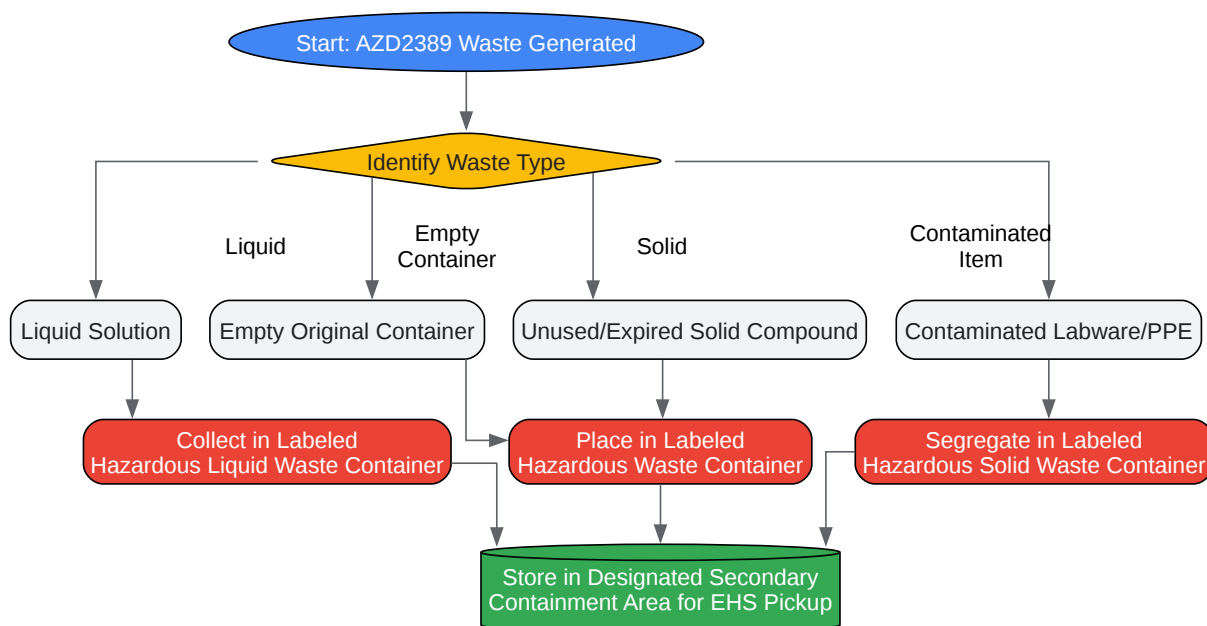 Start: AZD2389 Waste Generated
Identify Waste Type
Liquid
Empty
Container
Solid
Contaminated
Item
Liquid Solution
Empty Original Container
Unused/Expired Solid Compound
Contaminated Labware/PPE
Collect in Labeled
Hazardous Liquid Waste Container
Place in Labeled
Hazardous Waste Container
Segregate in Labeled
Hazardous Solid Waste Container
Store in Designated Secondary
Containment Area for EHS Pickup